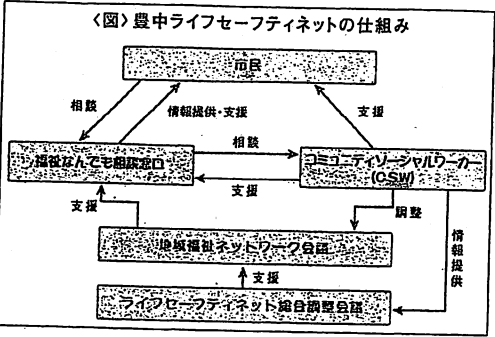 〈図〉豊中ライフセーフティネットの仕組み
市民
相談
情報提供・支援
支援
福祉なんでも相談窓口
相談
支援
コミュニティソーシャルワーカー
(CSW)
支援
調整
情報提供
地域福祉ネットワーク会議
支援
ライフセーフティネット総合調整会議